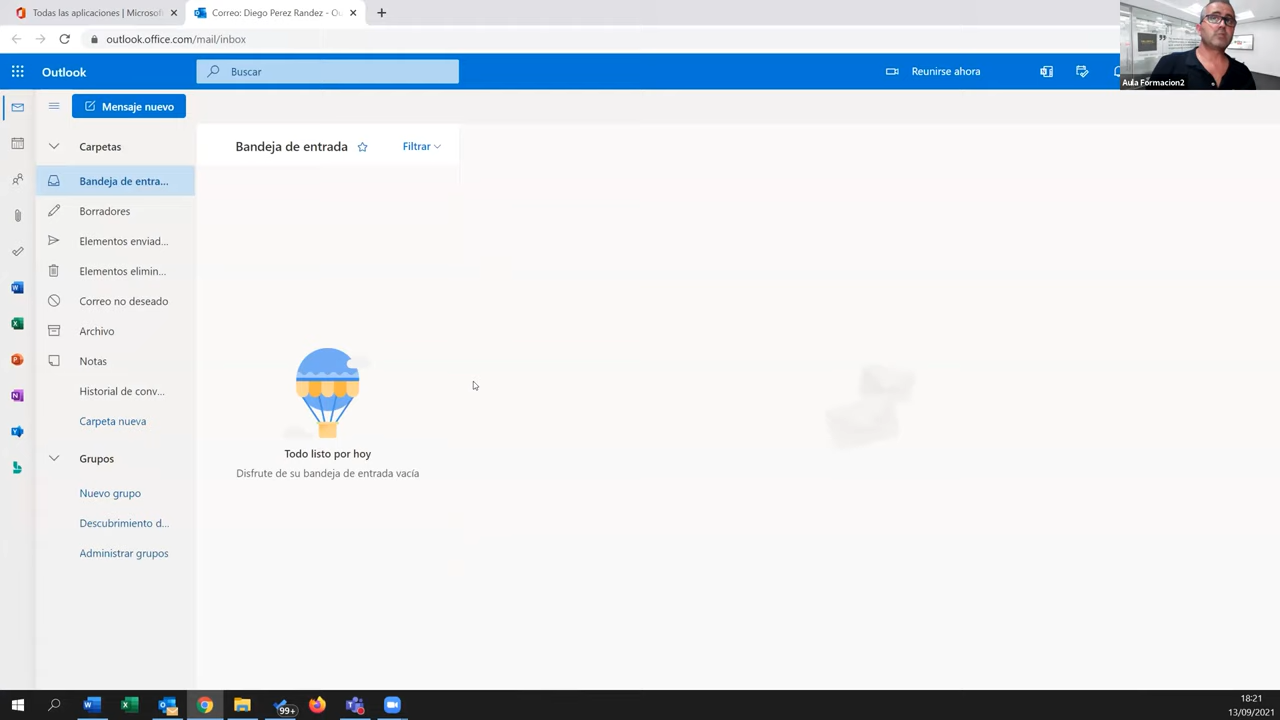 Todas las aplicaciones | Microsoft
Correo: Diego Perez Randez - Ou
outlook.office.com/mail/inbox
Outlook
Buscar
Reunirse ahora
Aula Formacion2
Mensaje nuevo
Carpetas
Bandeja de entrada
Filtrar
Bandeja de entra...
Borradores
Elementos enviad...
Elementos elimin...
Correo no deseado
Archivo
Notas
Historial de conv...
Carpeta nueva
Todo listo por hoy
Disfrute de su bandeja de entrada vacía
Grupos
Nuevo grupo
Descubrimiento d...
Administrar grupos
99+
18:21
13/09/2021